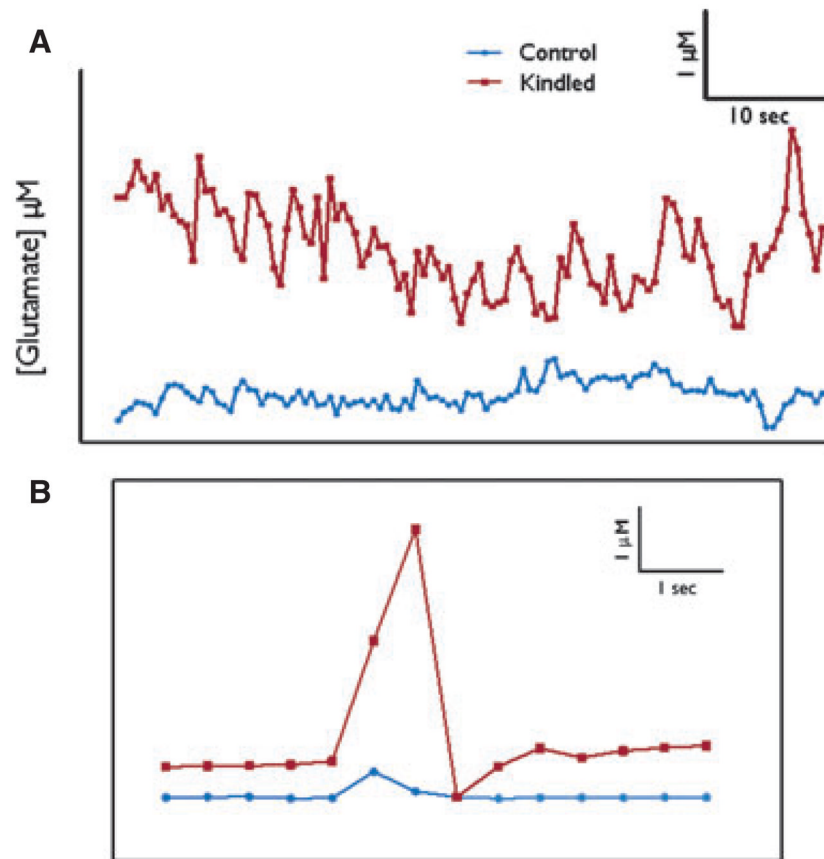 A
Control
Kindled
1 μM
10 sec
[Glutamate] μM
B
1 μM
1 sec